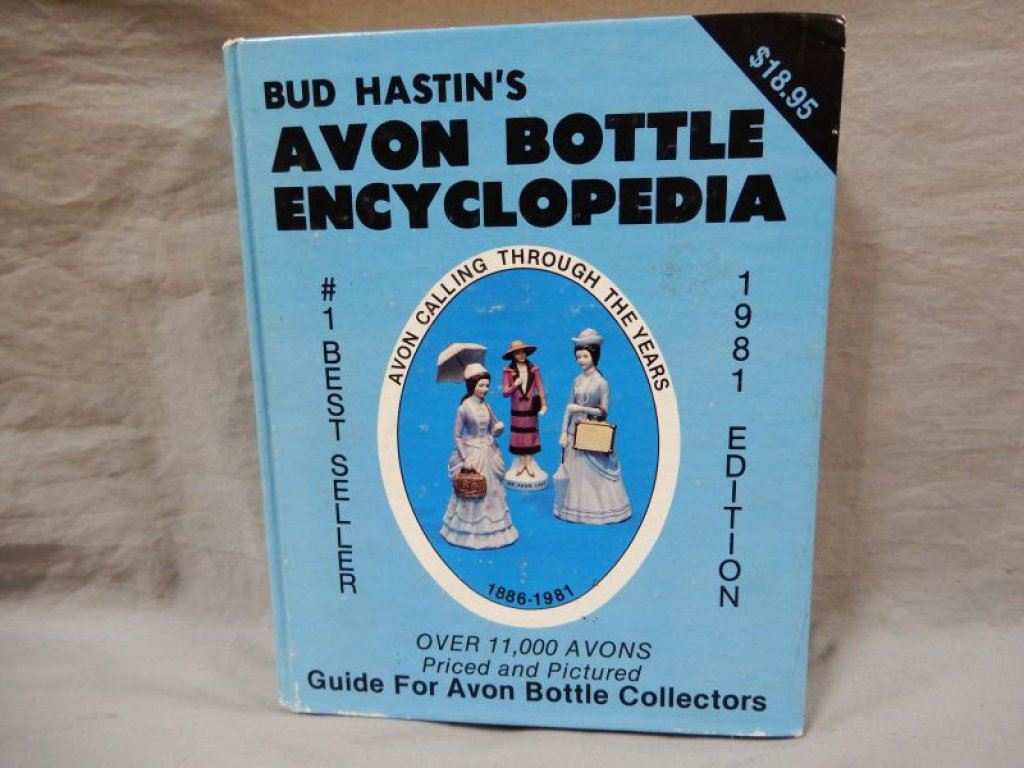 $18.95
BUD HASTIN'S
AVON BOTTLE
ENCYCLOPEDIA
#1 BEST SELLER
AVON CALLING THROUGH THE YEARS
1886-1981
1981 EDITION
OVER 11,000 AVONS
Priced and Pictured
Guide For Avon Bottle Collectors